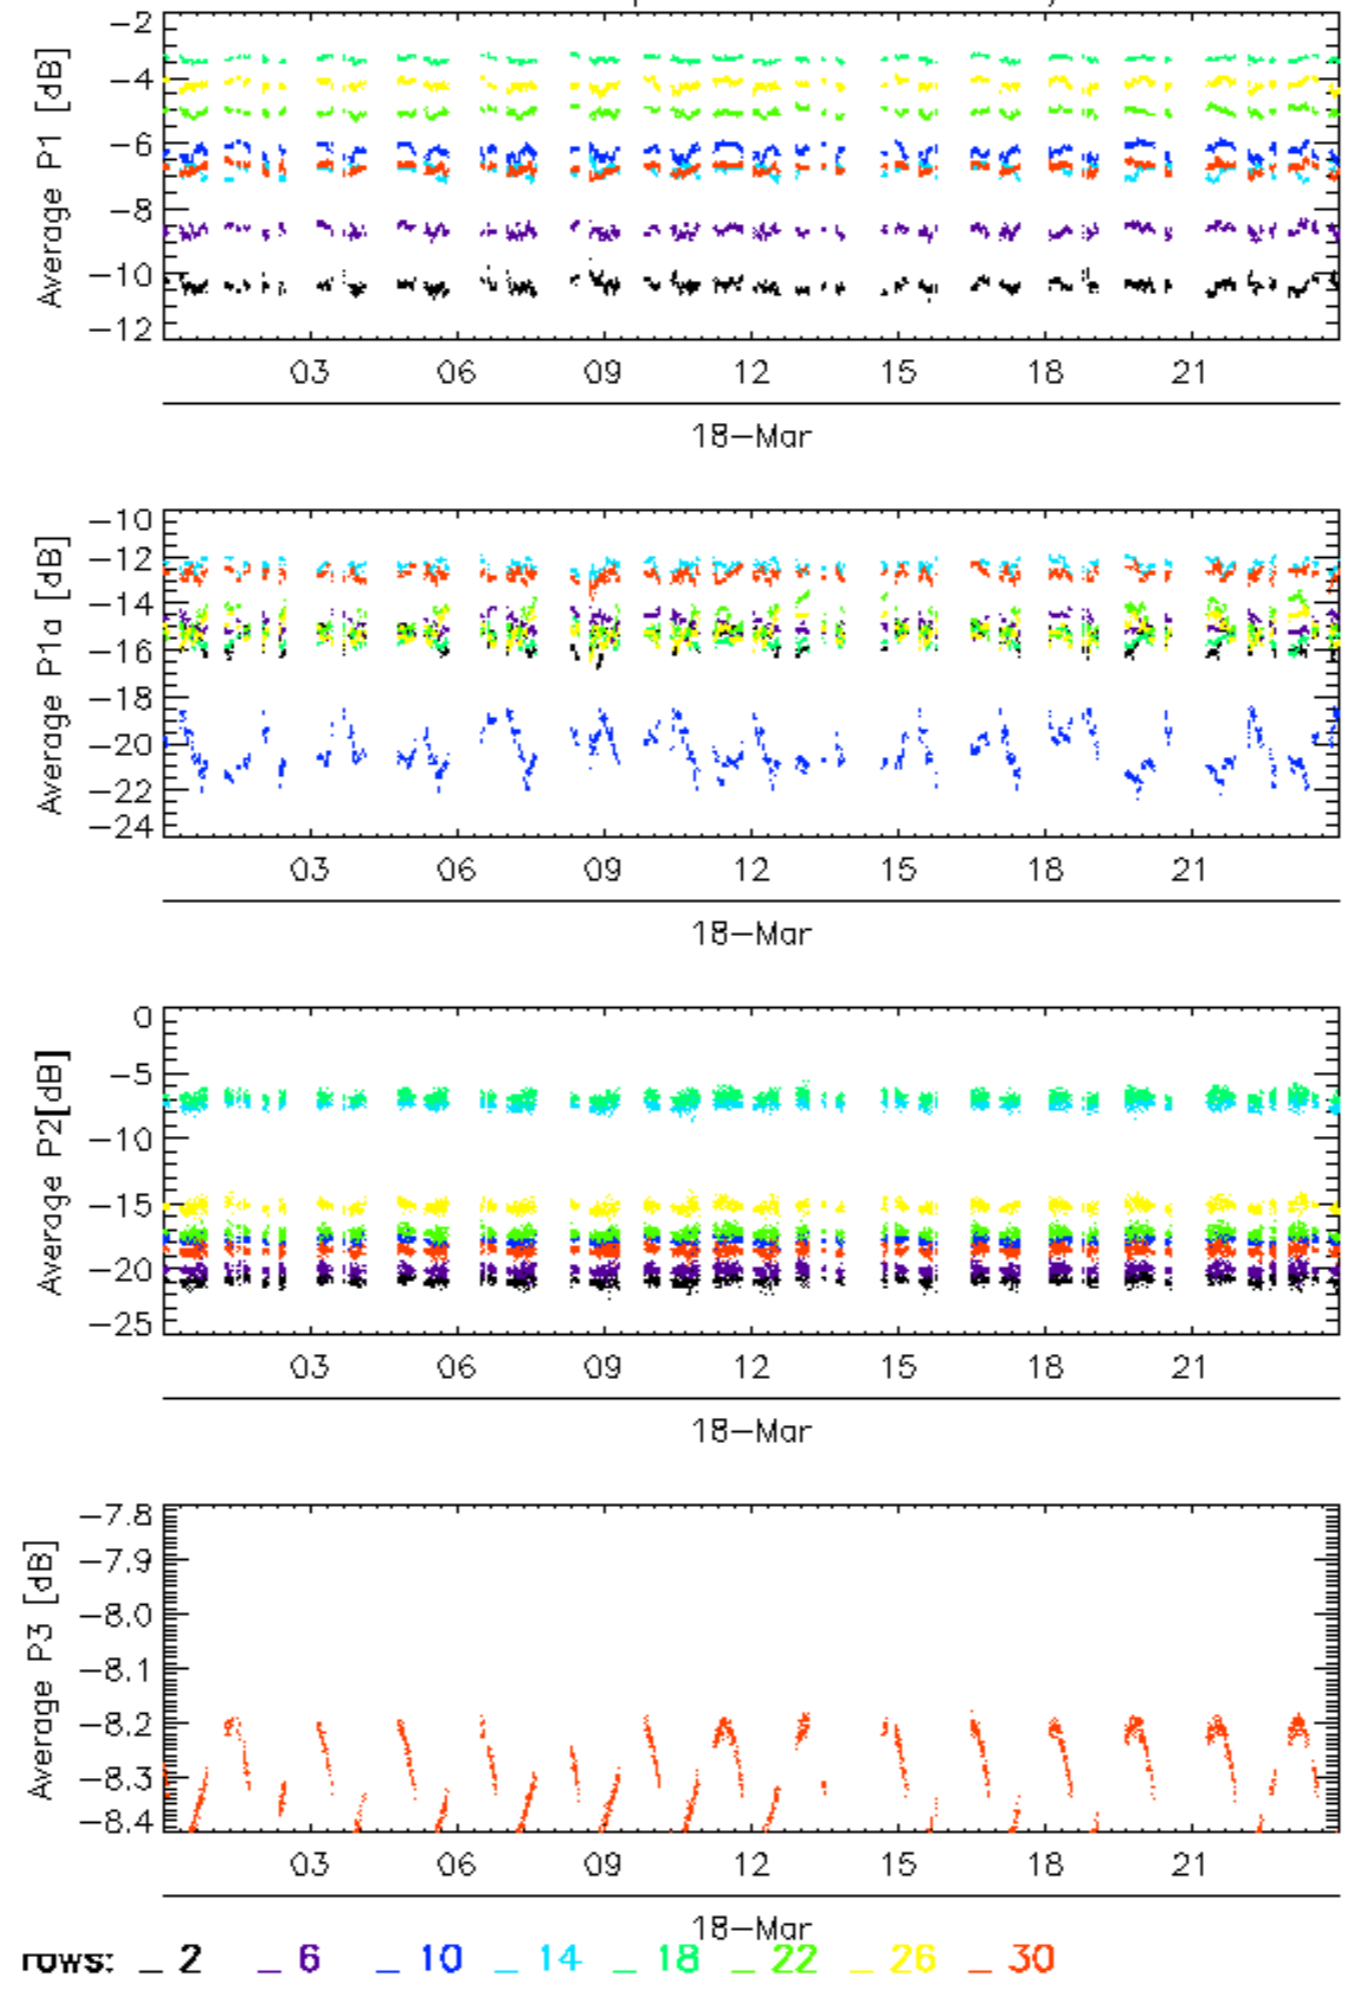 Average P1 [dB]
−2
−4
−6
−8
−10
−12
03 06 09 12 15 18 21
18−Mar
Average P1a [dB]
−10
−12
−14
−16
−18
−20
−22
−24
03 06 09 12 15 18 21
18−Mar
Average P2[dB]
0
−5
−10
−15
−20
−25
03 06 09 12 15 18 21
18−Mar
Average P3 [dB]
−7.8
−7.9
−8.0
−8.1
−8.2
−8.3
−8.4
03 06 09 12 15 18 21
18−Mar
rows: _ 2 _ 6 _ 10 _ 14 _ 18 _ 22 _ 26 _ 30